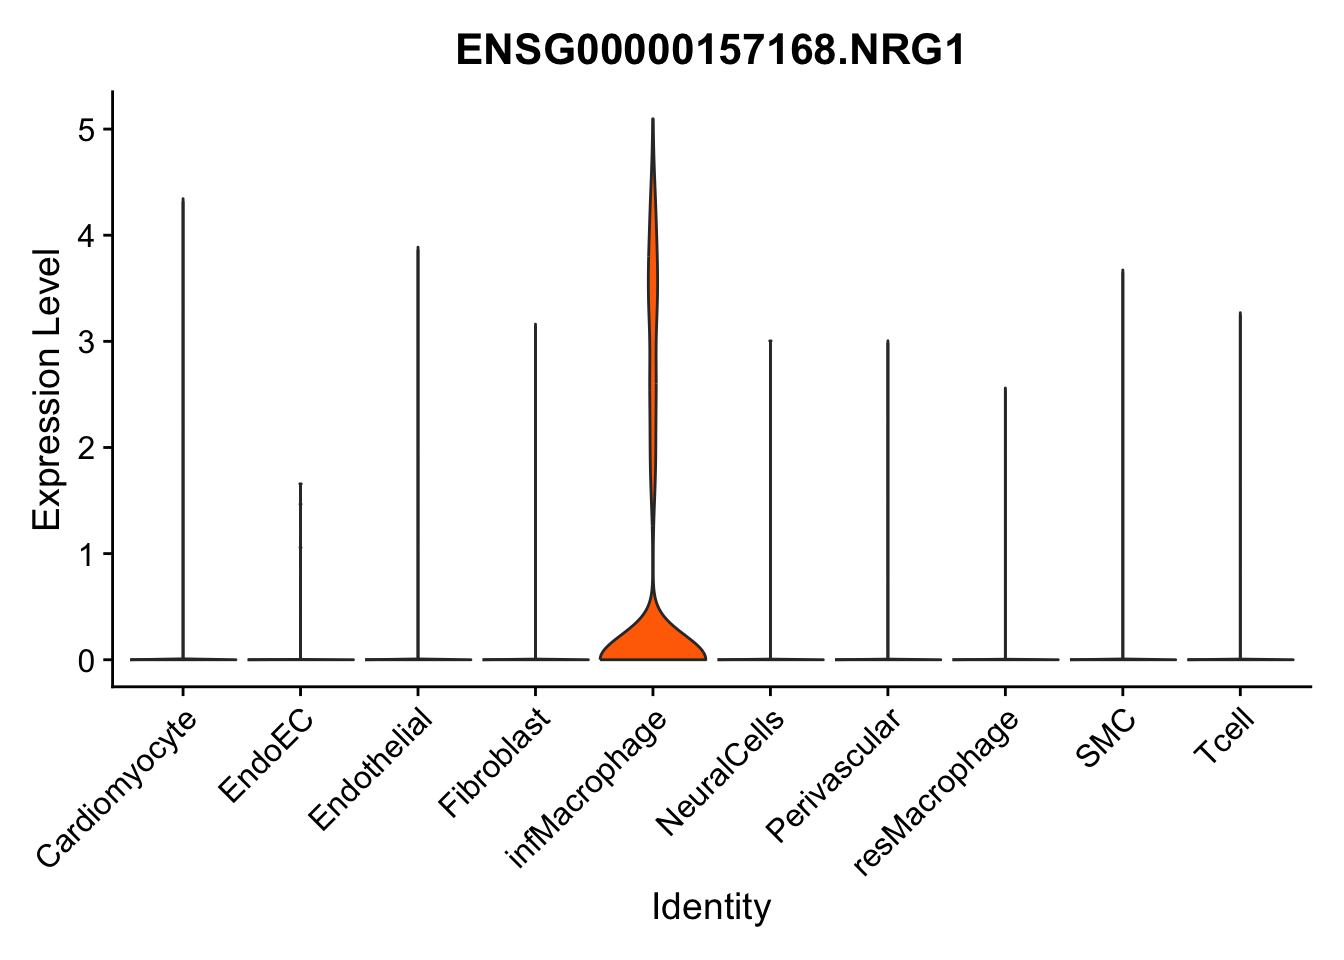 ENSG00000157168.NRG1
Expression Level
5
4
3
2
1
0
Cardiomyocyte
EndoEC
Endothelial
Fibroblast
infMacrophage
NeuralCells
Perivascular
resMacrophage
SMC
Tcell
Identity